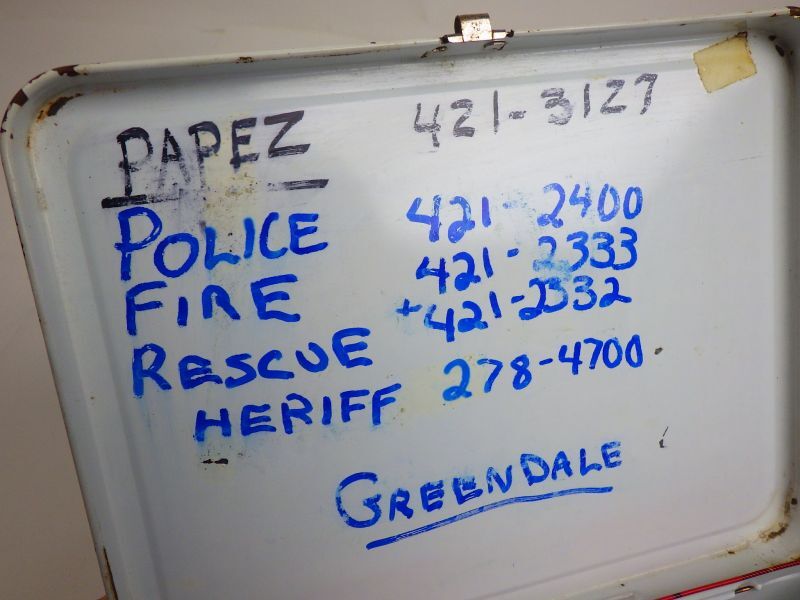 PAPEZ 421-3127
POLICE 421-2400
FIRE 421-2333
+421-2332
RESCUE
HERIFF 278-4700
GREENDALE